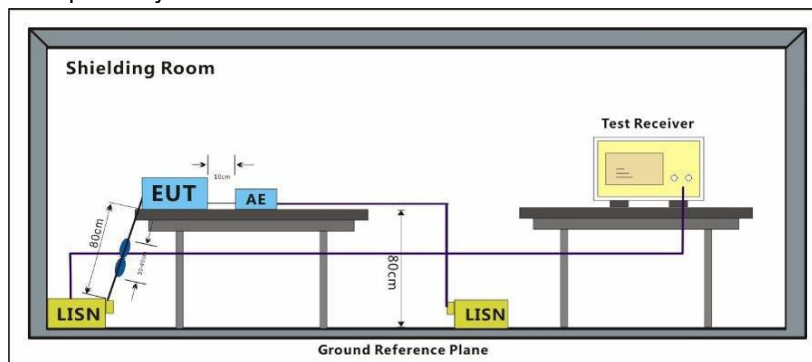 Shielding Room
Test Receiver
10cm
EUT
AE
80cm
80cm
LISN
LISN
Ground Reference Plane